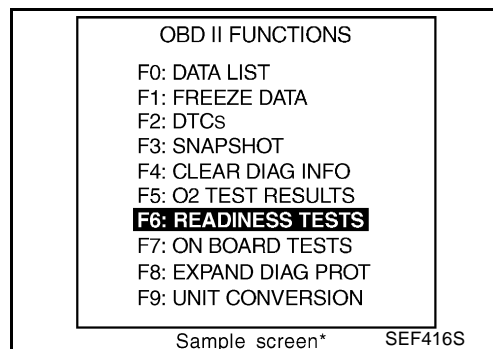 OBD II FUNCTIONS
F0: DATA LIST
F1: FREEZE DATA
F2: DTCs
F3: SNAPSHOT
F4: CLEAR DIAG INFO
F5: O2 TEST RESULTS
F6: READINESS TESTS
F7: ON BOARD TESTS
F8: EXPAND DIAG PROT
F9: UNIT CONVERSION
Sample screen* SEF416S